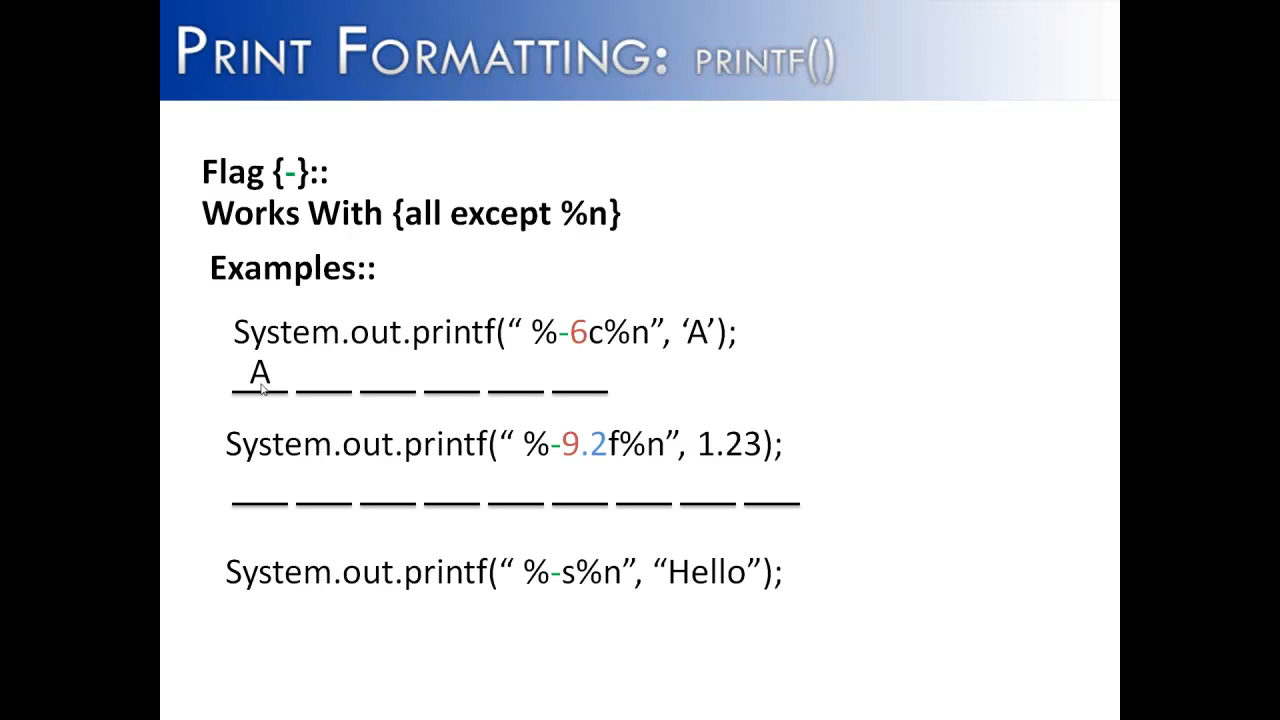 PRINT FORMATTING: PRINTF()
Flag {-}::
Works With {all except %n}
Examples::
System.out.printf(“ %-6c%n”, ‘A’);
A
System.out.printf(“ %-9.2f%n”, 1.23);
System.out.printf(“ %-s%n”, “Hello”);